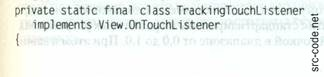 private static final class TrackingTouchListener
implements View.OnTouchListener
{
src-code.net